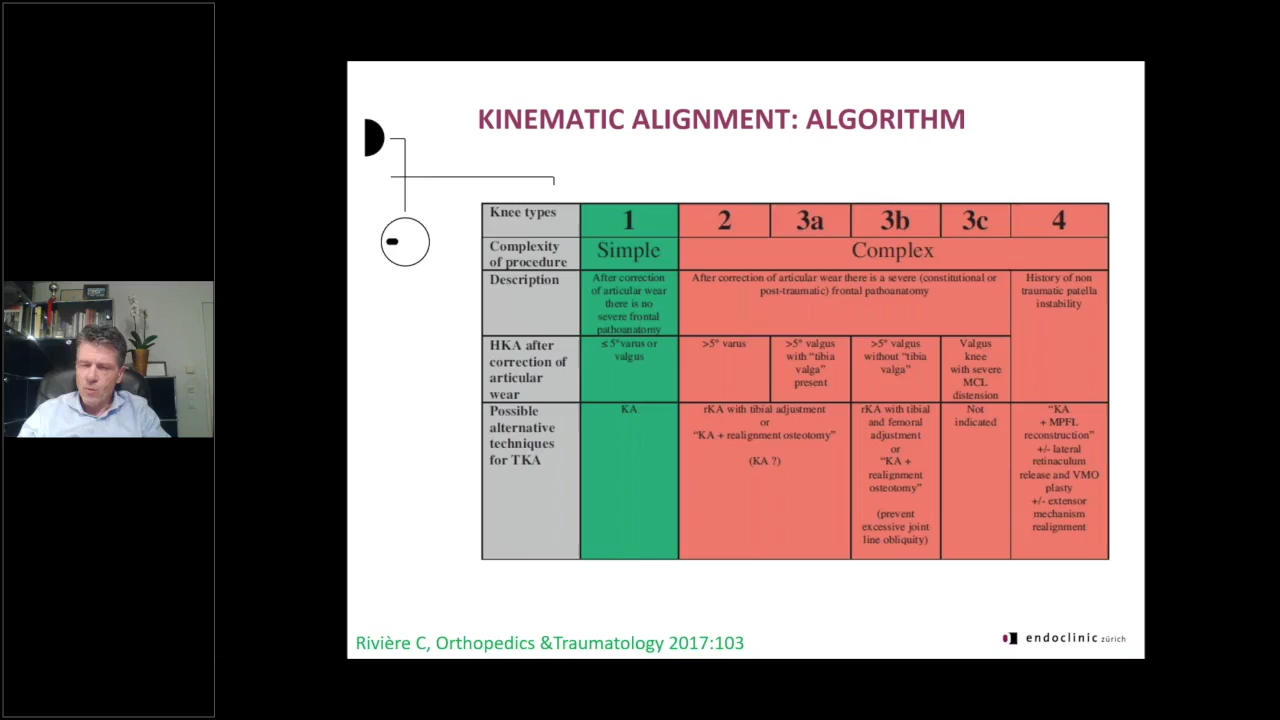 KINEMATIC ALIGNMENT: ALGORITHM
Knee types
1
2
3a
3b
3c
4
Complexity
of procedure
Simple
Complex
Description
After correction
of articular wear
there is no
severe frontal
pathoanatomy
After correction of articular wear there is a severe (constitutional or
post-traumatic) frontal pathoanatomy
History of non
traumatic patella
instability
HKA after
correction of
articular
wear
≤ 5°varus or
valgus
>5° varus
>5° valgus
with “tibia
valga”
present
>5° valgus
without “tibia
valga”
Valgus
knee
with severe
MCL
distension
Possible
alternative
techniques
for TKA
KA
rKA with tibial adjustment
or
“KA + realignment osteotomy”
(KA ?)
rKA with tibial
and femoral
adjustment
or
“KA +
realignment
osteotomy”
(prevent
excessive joint
line obliquity)
Not
indicated
“KA
+ MPFL
reconstruction”
+/- lateral
retinaculum
release and VMO
plasty
+/- extensor
mechanism
realignment
Rivière C, Orthopedics &Traumatology 2017:103
endoclinic zürich